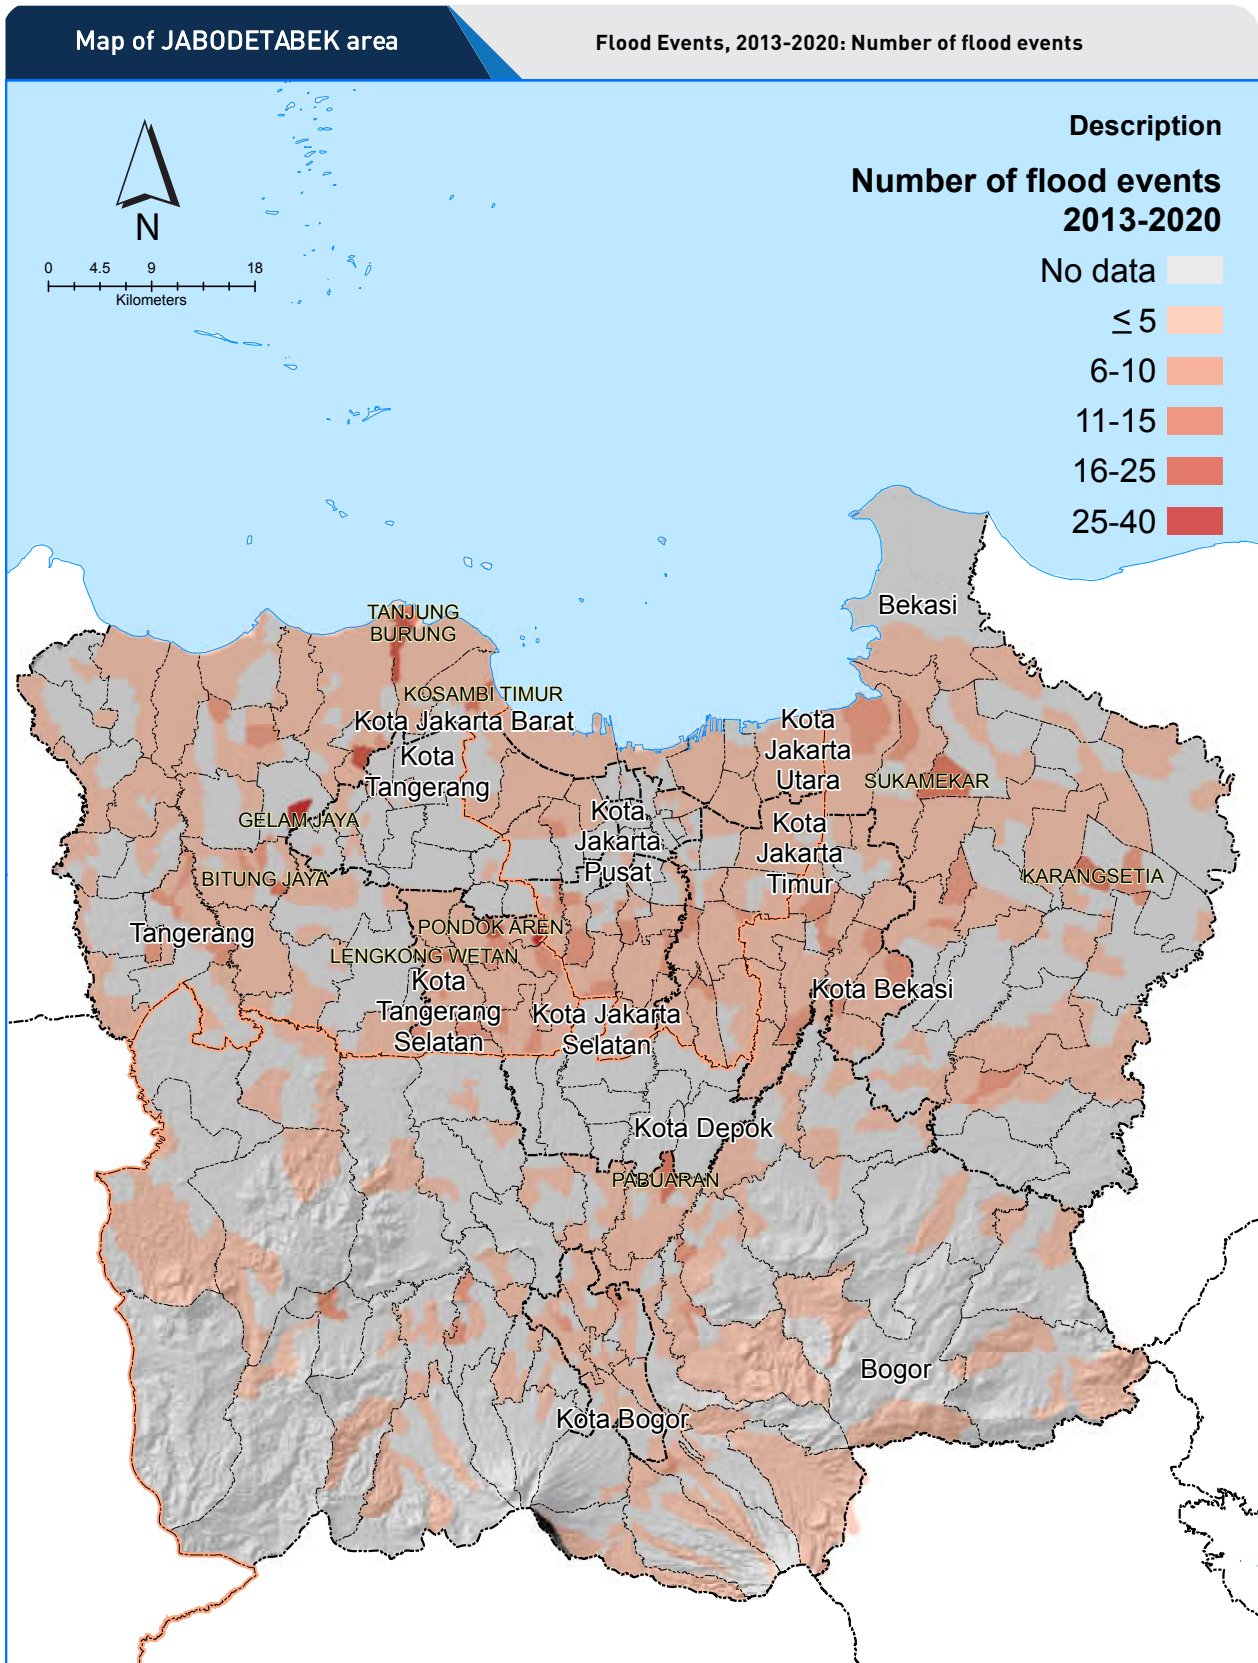 Map of JABODETABEK area
Flood Events, 2013-2020: Number of flood events
Description
Number of flood events
2013-2020
No data
≤ 5
6-10
11-15
16-25
25-40
N
0 4.5 9 18
Kilometers
Bekasi
TANJUNG
BURUNG
KOSAMBI TIMUR
Kota Jakarta Barat
Kota
Tangerang
Kota
Jakarta
Utara
SUKAMEKAR
GELAM JAYA
Kota
Jakarta
Pusat
Kota
Jakarta
Timur
BITUNG JAYA
KARANGSETIA
Tangerang
PONDOK AREN
LENGKONG WETAN
Kota
Tangerang
Selatan
Kota Jakarta
Selatan
Kota Bekasi
Kota Depok
PABUARAN
Bogor
Kota Bogor